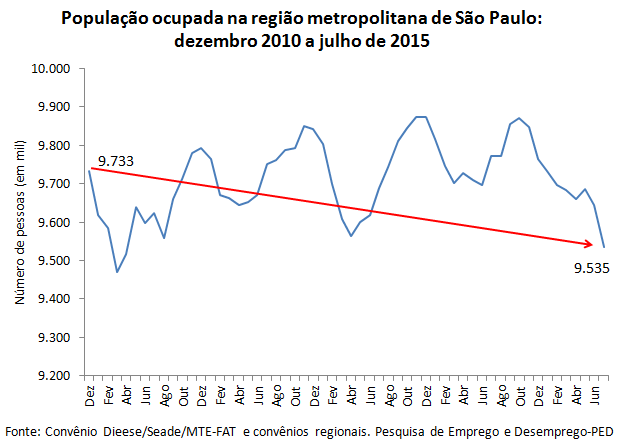 População ocupada na região metropolitana de São Paulo:
dezembro 2010 a julho de 2015
Número de pessoas (em mil)
10.000
9.900
9.800
9.700
9.600
9.500
9.400
9.300
9.200
9.733
9.535
Dez Fev Abr Jun Ago Out Dez Fev Abr Jun Ago Out Dez Fev Abr Jun Ago Out Dez Fev Abr Jun Ago Out Dez Fev Abr Jun
Fonte: Convênio Dieese/Seade/MTE-FAT e convênios regionais. Pesquisa de Emprego e Desemprego-PED